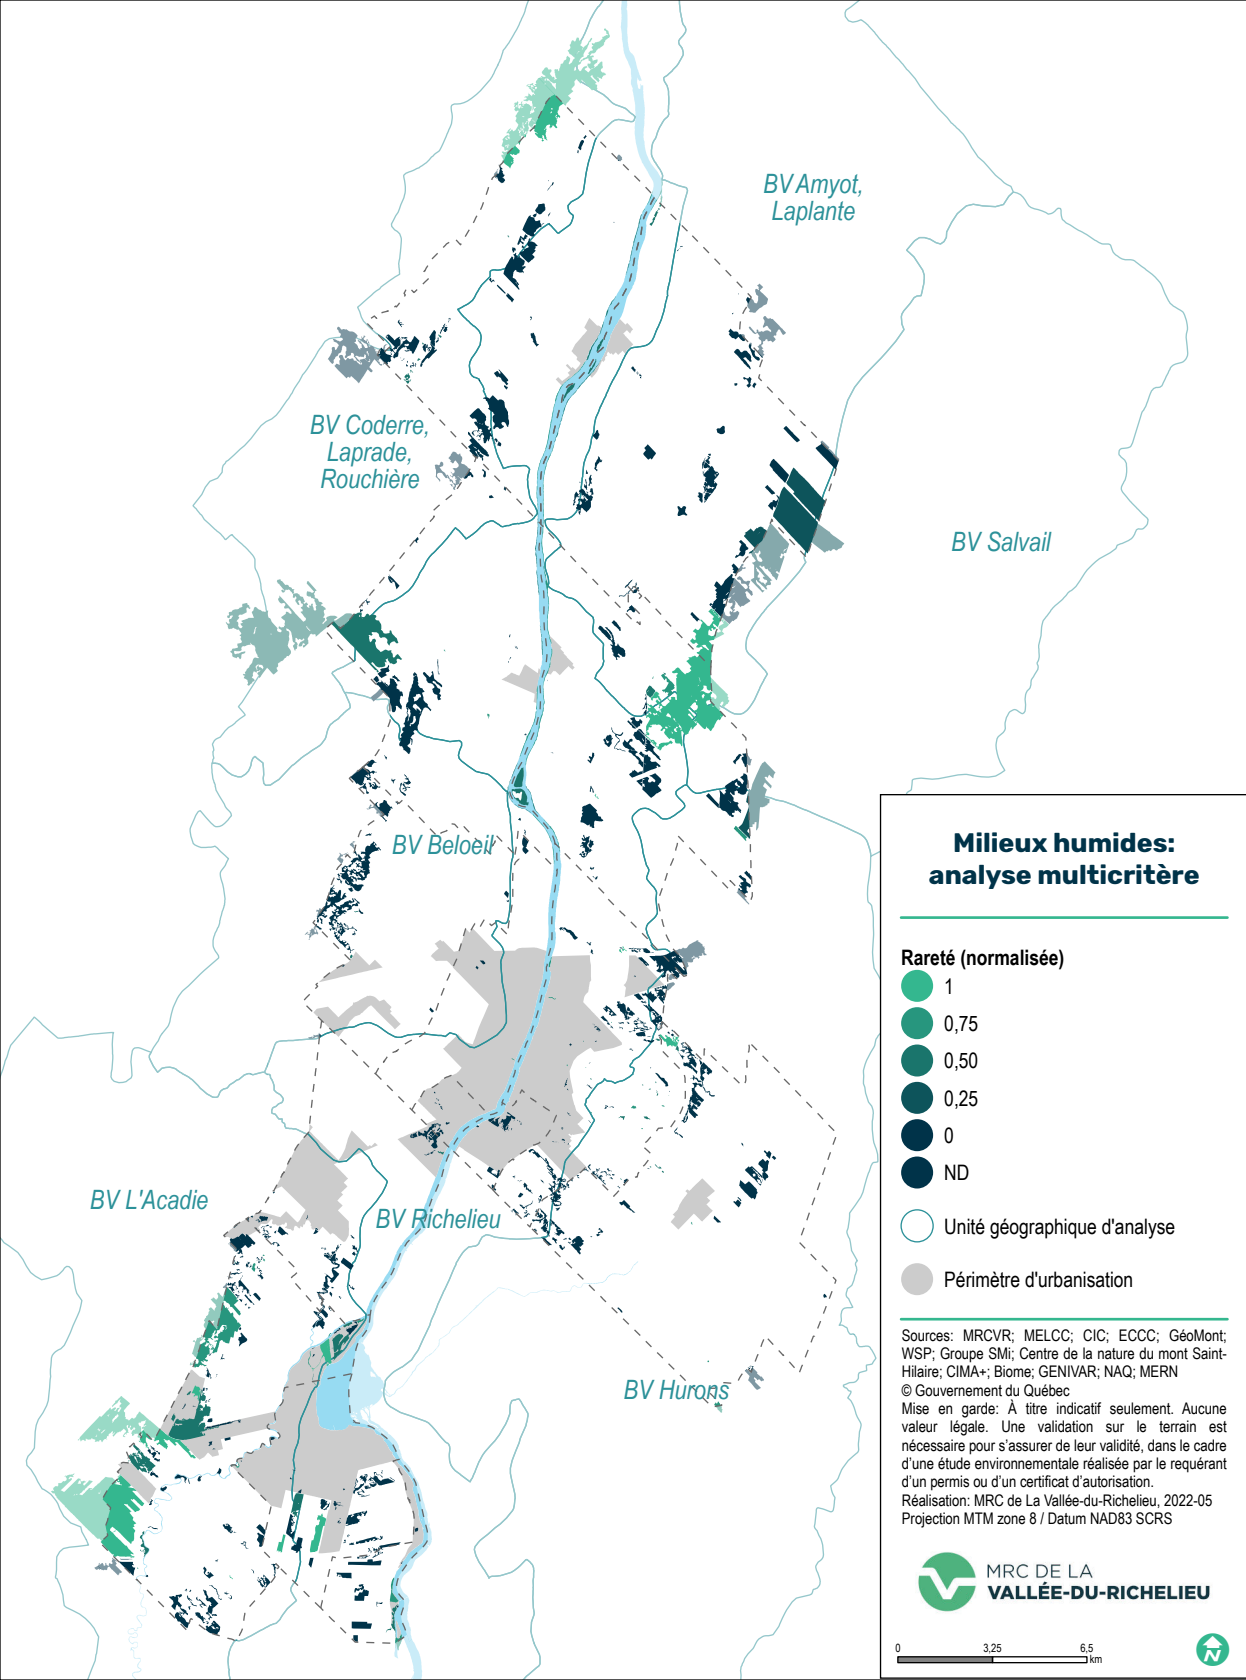 BV Amyot,
Laplante
BV Coderre,
Laprade,
Rouchière
BV Salvail
BV Beloeil
BV L'Acadie
BV Richelieu
BV Hurons
Milieux humides:
analyse multicritère
Rareté (normalisée)
1
0,75
0,50
0,25
0
ND
Unité géographique d'analyse
Périmètre d'urbanisation
Sources: MRCVR; MELCC; CIC; ECCC; GéoMont;
WSP; Groupe SMi; Centre de la nature du mont Saint-
Hilaire; CIMA+; Biome; GENIVAR; NAQ; MERN
© Gouvernement du Québec
Mise en garde: À titre indicatif seulement. Aucune
valeur légale. Une validation sur le terrain est
nécessaire pour s'assurer de leur validité, dans le cadre
d'une étude environnementale réalisée par le requérant
d'un permis ou d'un certificat d'autorisation.
Réalisation: MRC de La Vallée-du-Richelieu, 2022-05
Projection MTM zone 8 / Datum NAD83 SCRS
MRC DE LA
VALLÉE-DU-RICHELIEU
0 3,25 6,5
km
N